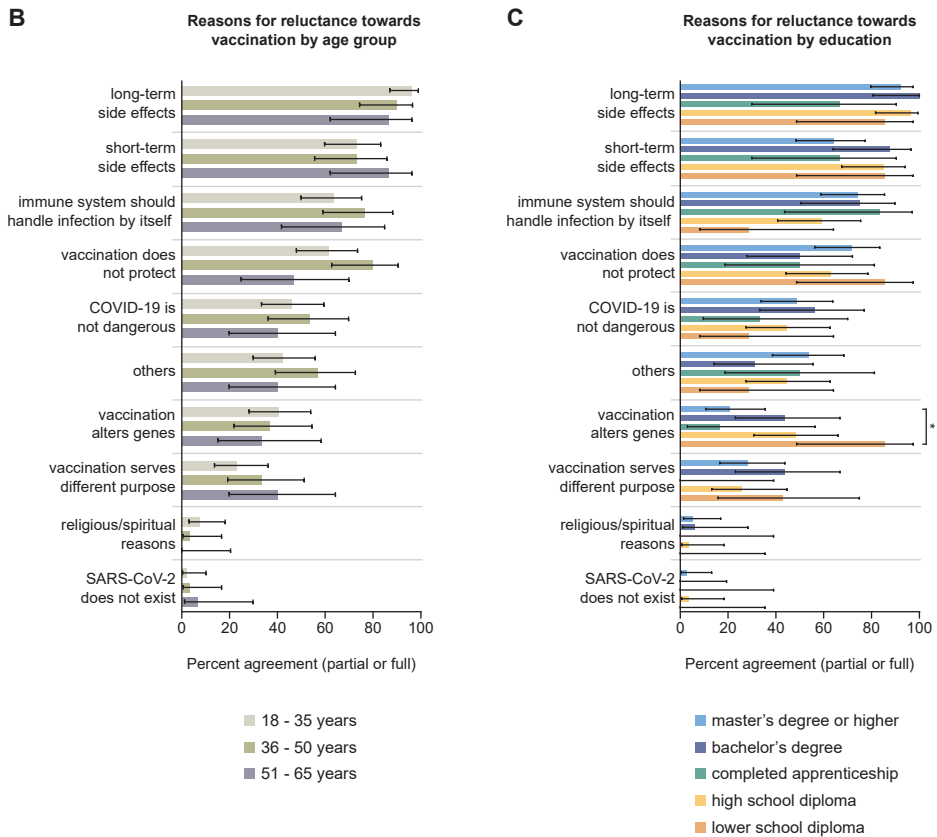 B
Reasons for reluctance towards
vaccination by age group
long-term
side effects
short-term
side effects
immune system should
handle infection by itself
vaccination does
not protect
COVID-19 is
not dangerous
others
vaccination
alters genes
vaccination serves
different purpose
religious/spiritual
reasons
SARS-CoV-2
does not exist
0 20 40 60 80 100
Percent agreement (partial or full)
18 - 35 years
36 - 50 years
51 - 65 years
C
Reasons for reluctance towards
vaccination by education
long-term
side effects
short-term
side effects
immune system should
handle infection by itself
vaccination does
not protect
COVID-19 is
not dangerous
others
vaccination
alters genes
*
vaccination serves
different purpose
religious/spiritual
reasons
SARS-CoV-2
does not exist
0 20 40 60 80 100
Percent agreement (partial or full)
master's degree or higher
bachelor's degree
completed apprenticeship
high school diploma
lower school diploma